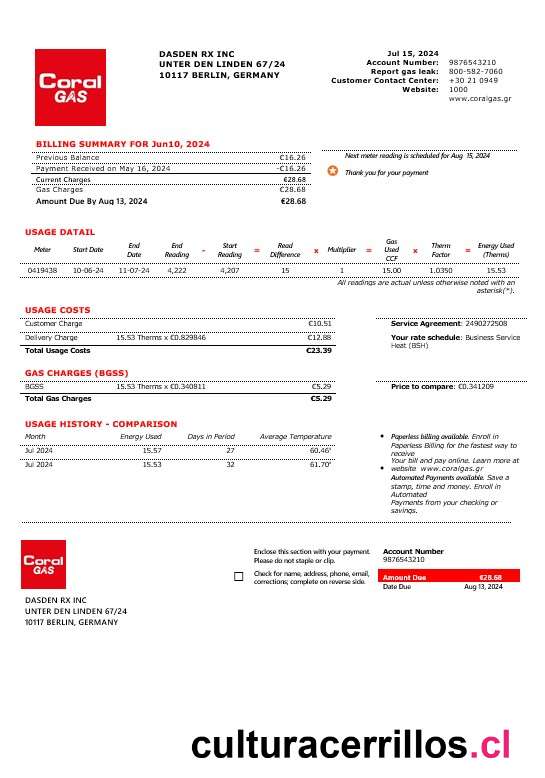 Coral
GAS
DASDEN RX INC
UNTER DEN LINDEN 67/24
10117 BERLIN, GERMANY
Jul 15, 2024
Account Number: 9876543210
Report gas leak: 800-582-7060
Customer Contact Center: +30 21 0949
Website: 1000
www.coralgas.gr
BILLING SUMMARY FOR Jun10, 2024
Previous Balance €16.26
Payment Received on May 16, 2024 -€16.26
Current Charges €28.68
Gas Charges €28.68
Amount Due By Aug 13, 2024 €28.68
Next meter reading is scheduled for Aug 15, 2024
Thank you for your payment
USAGE DATAIL
Meter Start Date End Date End Reading - Start Reading = Read Difference x Multiplier = Gas Used CCF x Therm Factor = Energy Used (Therms)
0419438 10-06-24 11-07-24 4,222 4,207 15 1 15.00 1.0350 15.53
All readings are actual unless otherwise noted with an
asterisk(*).
USAGE COSTS
Customer Charge €10.51
Delivery Charge 15.53 Therms x €0.829846 €12.88
Total Usage Costs €23.39
Service Agreement: 2490272508
Your rate schedule: Business Service
Heat (BSH)
GAS CHARGES (BGSS)
BGSS 15.53 Therms x €0.340811 €5.29
Total Gas Charges €5.29
Price to compare: €0.341209
USAGE HISTORY - COMPARISON
Month Energy Used Days in Period Average Temperature
Jul 2024 15.57 27 60.46°
Jul 2024 15.53 32 61.70°
• Paperless billing available. Enroll in
Paperless Billing for the fastest way to
receive
Your bill and pay online. Learn more at
• website www.coralgas.gr
Automated Payments available. Save a
stamp, time and money. Enroll in
Automated
Payments from your checking or
savings.
Coral
GAS
DASDEN RX INC
UNTER DEN LINDEN 67/24
10117 BERLIN, GERMANY
Enclose this section with your payment.
Please do not staple or clip.
Check for name, address, phone, email,
corrections; complete on reverse side.
Account Number
9876543210
Amount Due €28.68
Date Due Aug 13, 2024
culturacerrillos.cl